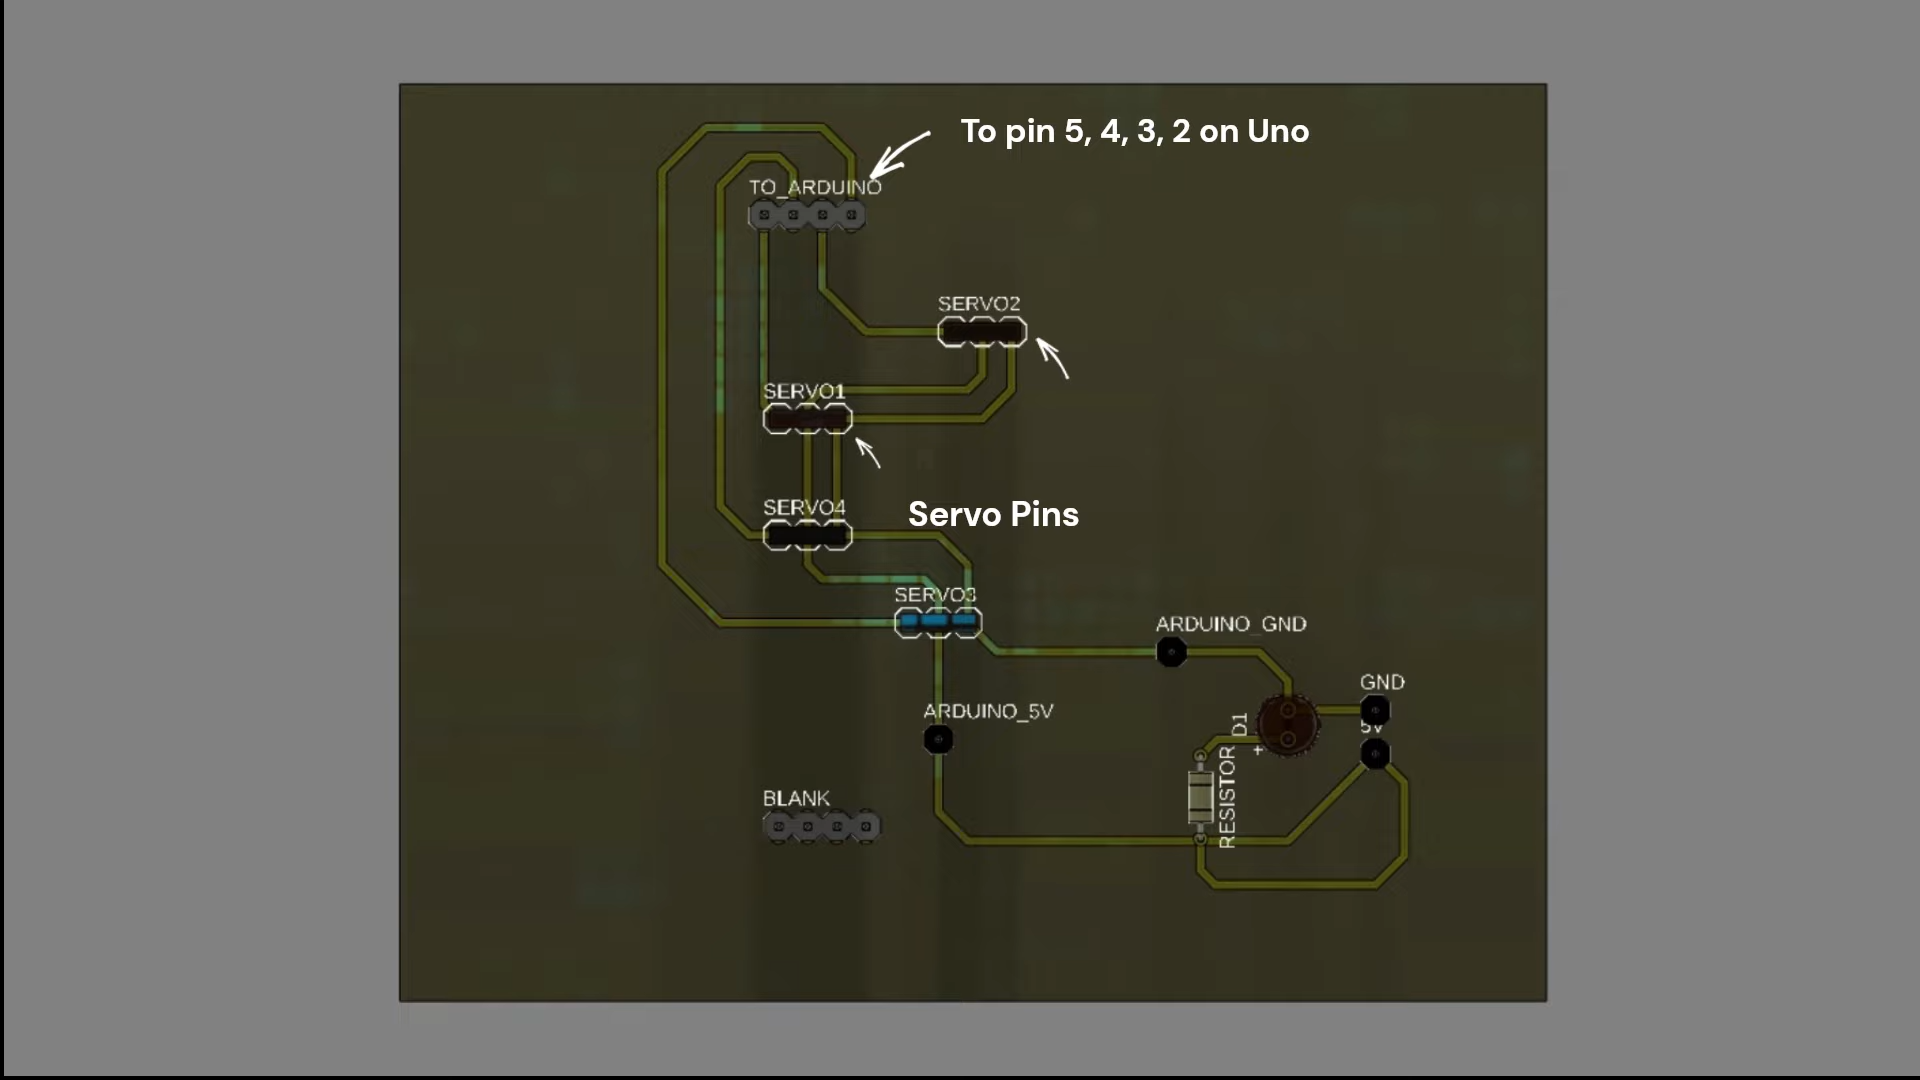 To pin 5, 4, 3, 2 on Uno
TO_ARDUINO
SERVO2
SERVO1
SERVO4
Servo Pins
SERVO3
ARDUINO_GND
GND
ARDUINO_5V
D1
5V
+
RESISTOR
BLANK